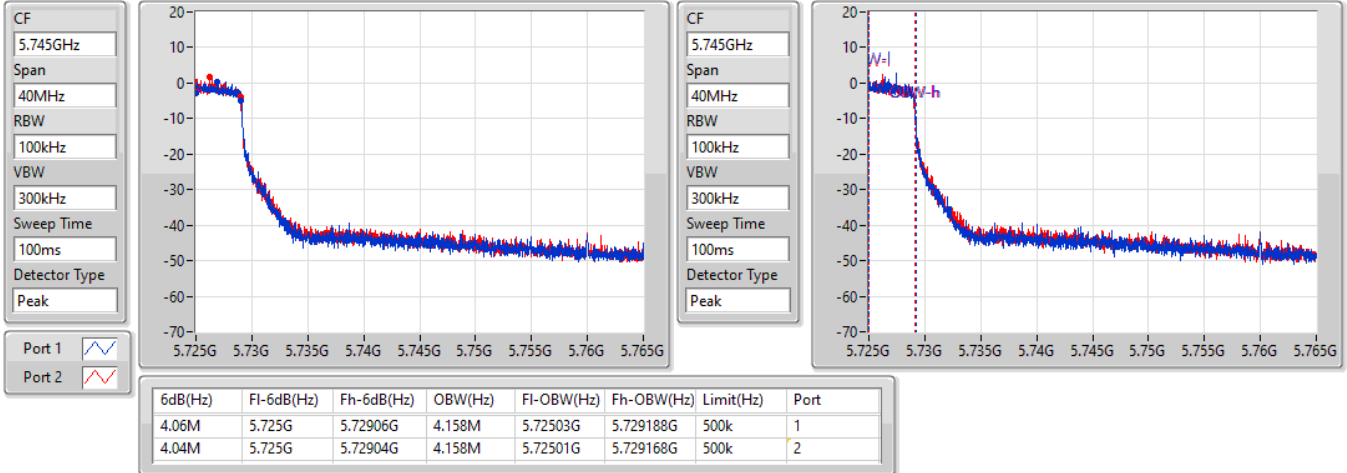 CF
5.745GHz
Span
40MHz
RBW
100kHz
VBW
300kHz
Sweep Time
100ms
Detector Type
Peak
Port 1
Port 2
20
10
0
-10
-20
-30
-40
-50
-60
-70
5.725G 5.73G 5.735G 5.74G 5.745G 5.75G 5.755G 5.76G 5.765G
CF
5.745GHz
Span
40MHz
RBW
100kHz
VBW
300kHz
Sweep Time
100ms
Detector Type
Peak
20
10
0
-10
-20
-30
-40
-50
-60
-70
W-l
5.725G 5.73G 5.735G 5.74G 5.745G 5.75G 5.755G 5.76G 5.765G
6dB(Hz) Fl-6dB(Hz) Fh-6dB(Hz) OBW(Hz) Fl-OBW(Hz) Fh-OBW(Hz) Limit(Hz) Port
4.06M 5.725G 5.72906G 4.158M 5.72503G 5.729188G 500k 1
4.04M 5.725G 5.72904G 4.158M 5.72501G 5.729168G 500k 2